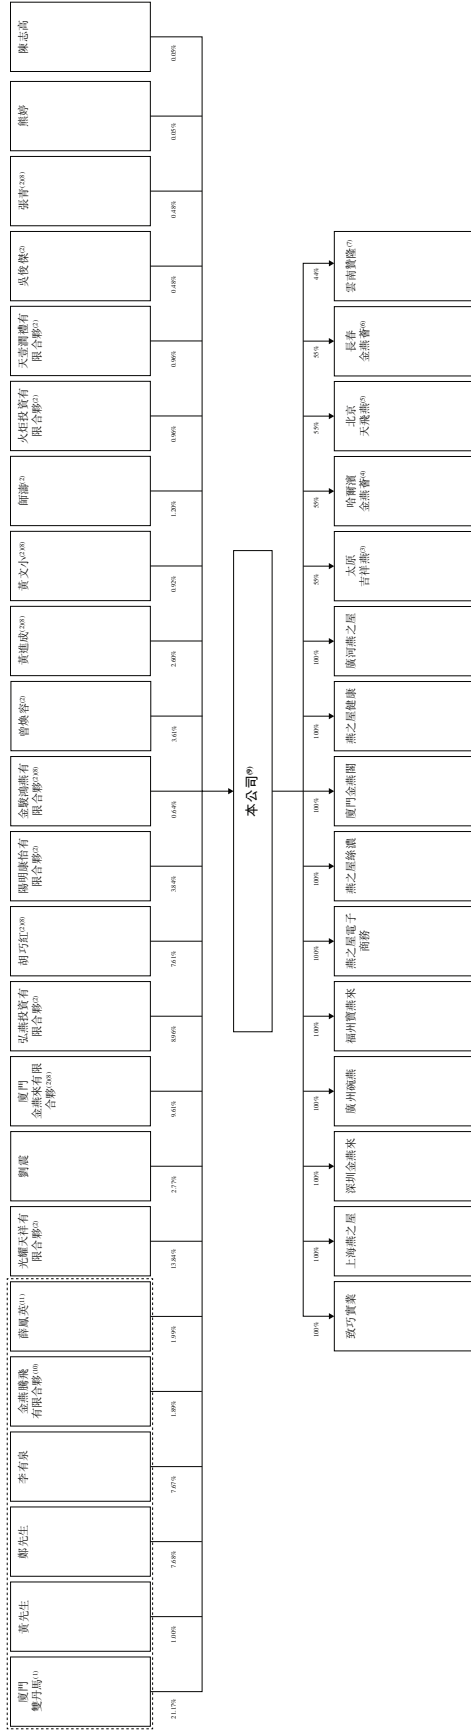 廈門
雙丹馬(1)
黃先生
鄭先生
李有泉
金燕騰飛
有限合夥(10)
薛鳳英(11)
光耀天祥有
限合夥(2)
劉震
廈門
金燕來有限
合夥(2)(8)
弘燕投資有
限合夥(2)
胡巧紅(2)(8)
陽明康怡有
限合夥(2)
金駿鴻燕有
限合夥(2)(8)
曾煥容(2)
黃進成(2)(8)
黃文小(2)(8)
師濤(2)
火炬投資有
限合夥(2)
天壹潤禮有
限合夥(2)
吳俊傑(2)
張青(2)(8)
熊婷
陳志高
21.17%
1.00%
7.68%
7.67%
1.89%
1.99%
13.84%
2.77%
9.61%
8.96%
7.61%
3.84%
0.64%
3.61%
2.60%
0.92%
1.20%
0.96%
0.96%
0.48%
0.48%
0.05%
0.05%
本公司(9)
100%
100%
100%
100%
100%
100%
100%
100%
100%
100%
55%
55%
55%
55%
44%
致巧實業
上海燕之屋
深圳金燕來
廣州碗燕
福州寶燕來
燕之屋電子
商務
燕之屋絲濃
廈門金燕閣
燕之屋健康
廣河燕之屋
太原
吉祥燕(3)
哈爾濱
金燕薈(4)
北京
天飛燕(5)
長春
金燕薈(6)
雲南贊隆(7)